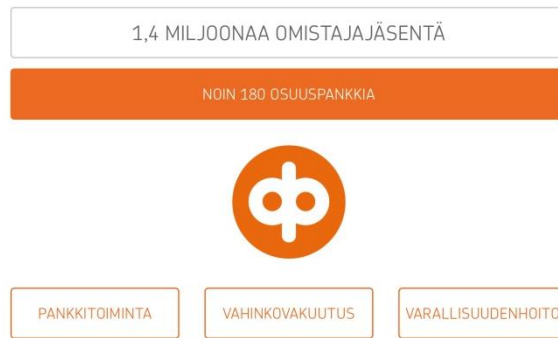 1,4 MILJOONAA OMISTAJAJÄSENTÄ
NOIN 180 OSUUSPANKKIA
PANKKITOIMINTA
VAHINKOVAKUUTUS
VARALLISUUDENHOITO